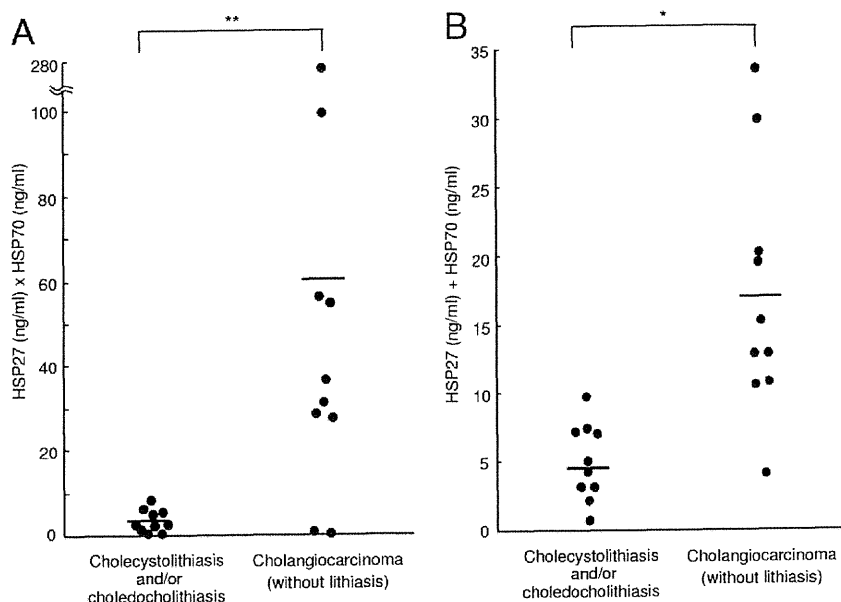 A
**
280
100
80
60
40
20
0
HSP27 (ng/ml) x HSP70 (ng/ml)
Cholecystolithiasis
and/or
choledocholithiasis
Cholangiocarcinoma
(without lithiasis)
B
*
35
30
25
20
15
10
5
0
HSP27 (ng/ml) + HSP70 (ng/ml)
Cholecystolithiasis
and/or
choledocholithiasis
Cholangiocarcinoma
(without lithiasis)